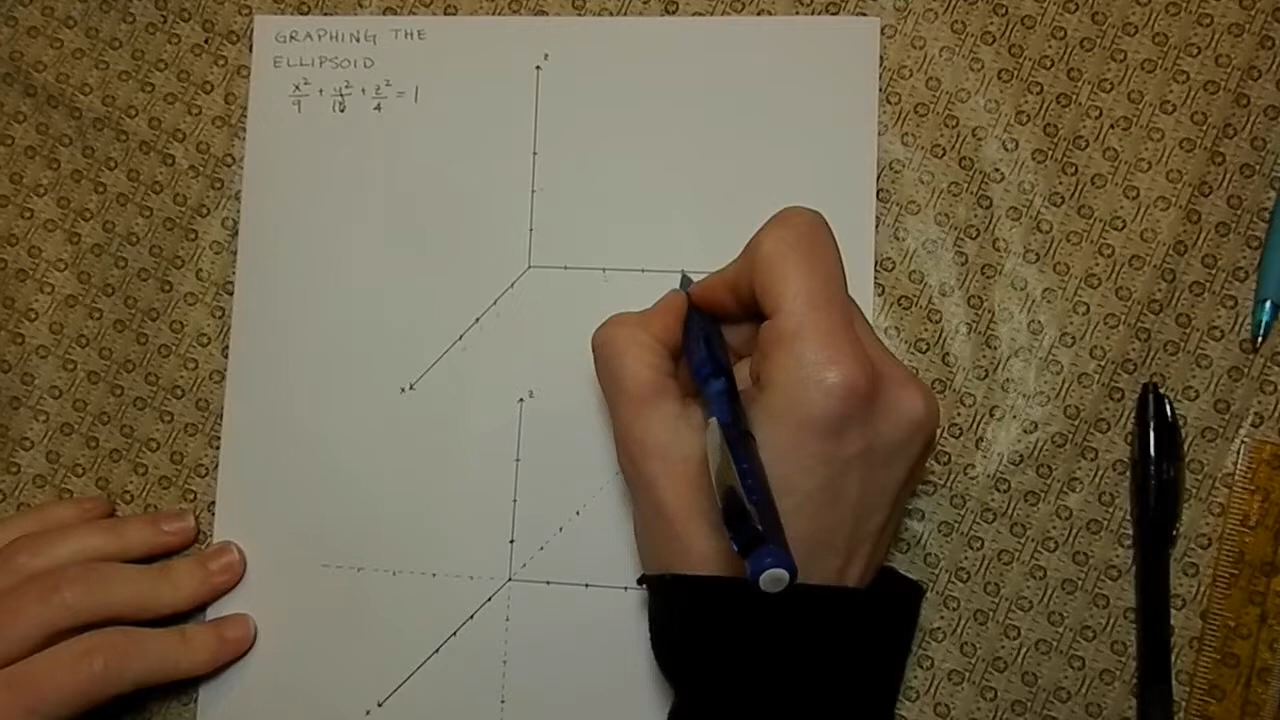 GRAPHING THE
ELLIPSOID
x²/9 + y²/16 + z²/4 = 1
z
x
z
x